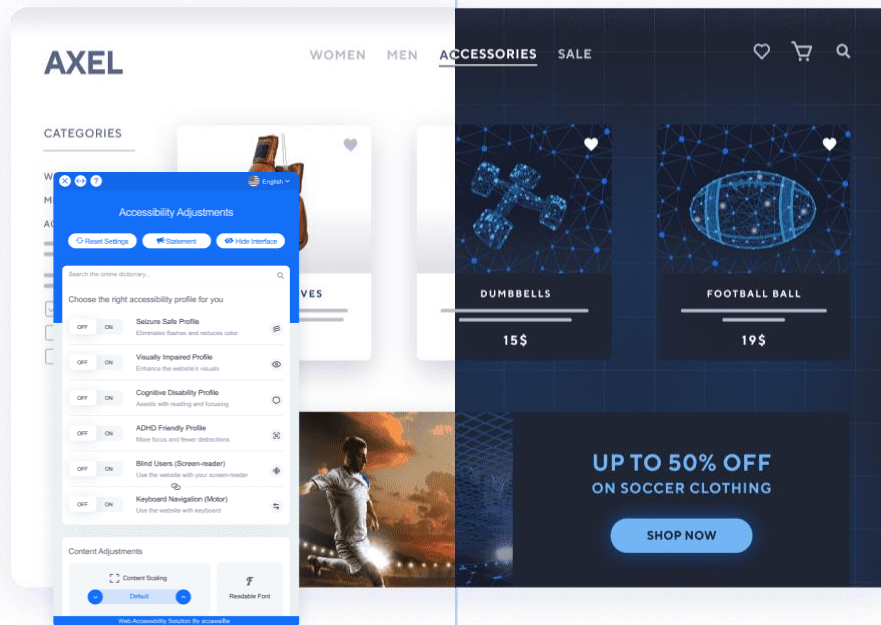 AXEL
WOMEN MEN ACCESSORIES SALE
CATEGORIES
English
Accessibility Adjustments
Reset Settings Statement Hide Interface
Search the online dictionary...
Choose the right accessibility profile for you
OFF ON Seizure Safe Profile
Eliminates flashes and reduces color
OFF ON Visually Impaired Profile
Enhance the website's visuals
OFF ON Cognitive Disability Profile
Assists with reading and focusing
OFF ON ADHD Friendly Profile
More focus and fewer distractions
OFF ON Blind Users (Screen-reader)
Use the website with your screen-reader
OFF ON Keyboard Navigation (Motor)
Use the website with keyboard
Content Adjustments
Content Scaling
Default
Readable Font
Web Accessibility Solution By accessiBe
VES
DUMBBELLS
15$
FOOTBALL BALL
19$
UP TO 50% OFF
ON SOCCER CLOTHING
SHOP NOW